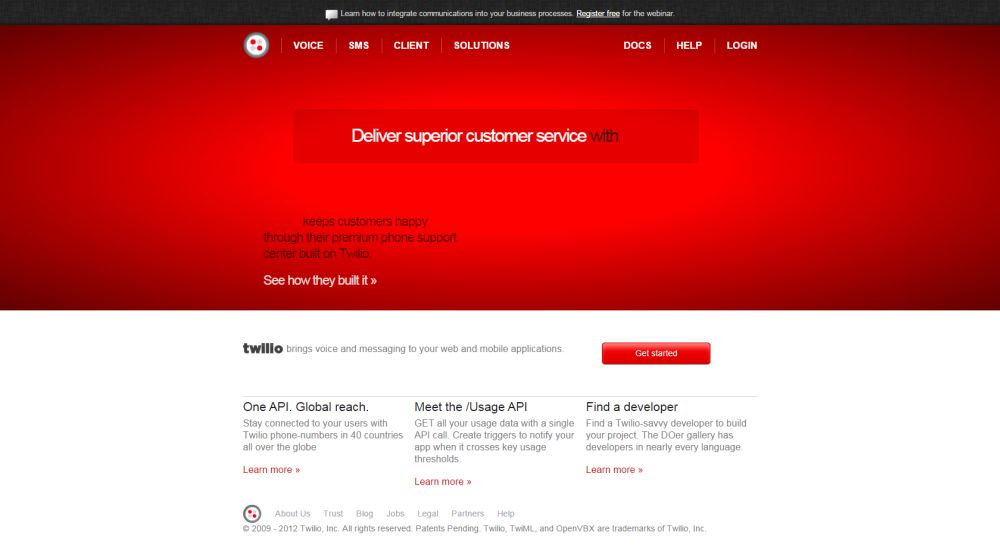 Learn how to integrate communications into your business processes. Register free for the webinar.
VOICE SMS CLIENT SOLUTIONS DOCS HELP LOGIN
Deliver superior customer service with
keeps customers happy
through their premium phone support
center built on Twilio.
See how they built it »
twilio brings voice and messaging to your web and mobile applications.
Get started
One API. Global reach.
Stay connected to your users with
Twilio phone-numbers in 40 countries
all over the globe
Learn more »
Meet the /Usage API
GET all your usage data with a single
API call. Create triggers to notify your
app when it crosses key usage
thresholds.
Learn more »
Find a developer
Find a Twilio-savvy developer to build
your project. The DOer gallery has
developers in nearly every language.
Learn more »
About Us Trust Blog Jobs Legal Partners Help
© 2009 - 2012 Twilio, Inc. All rights reserved. Patents Pending. Twilio, TwiML, and OpenVBX are trademarks of Twilio, Inc.